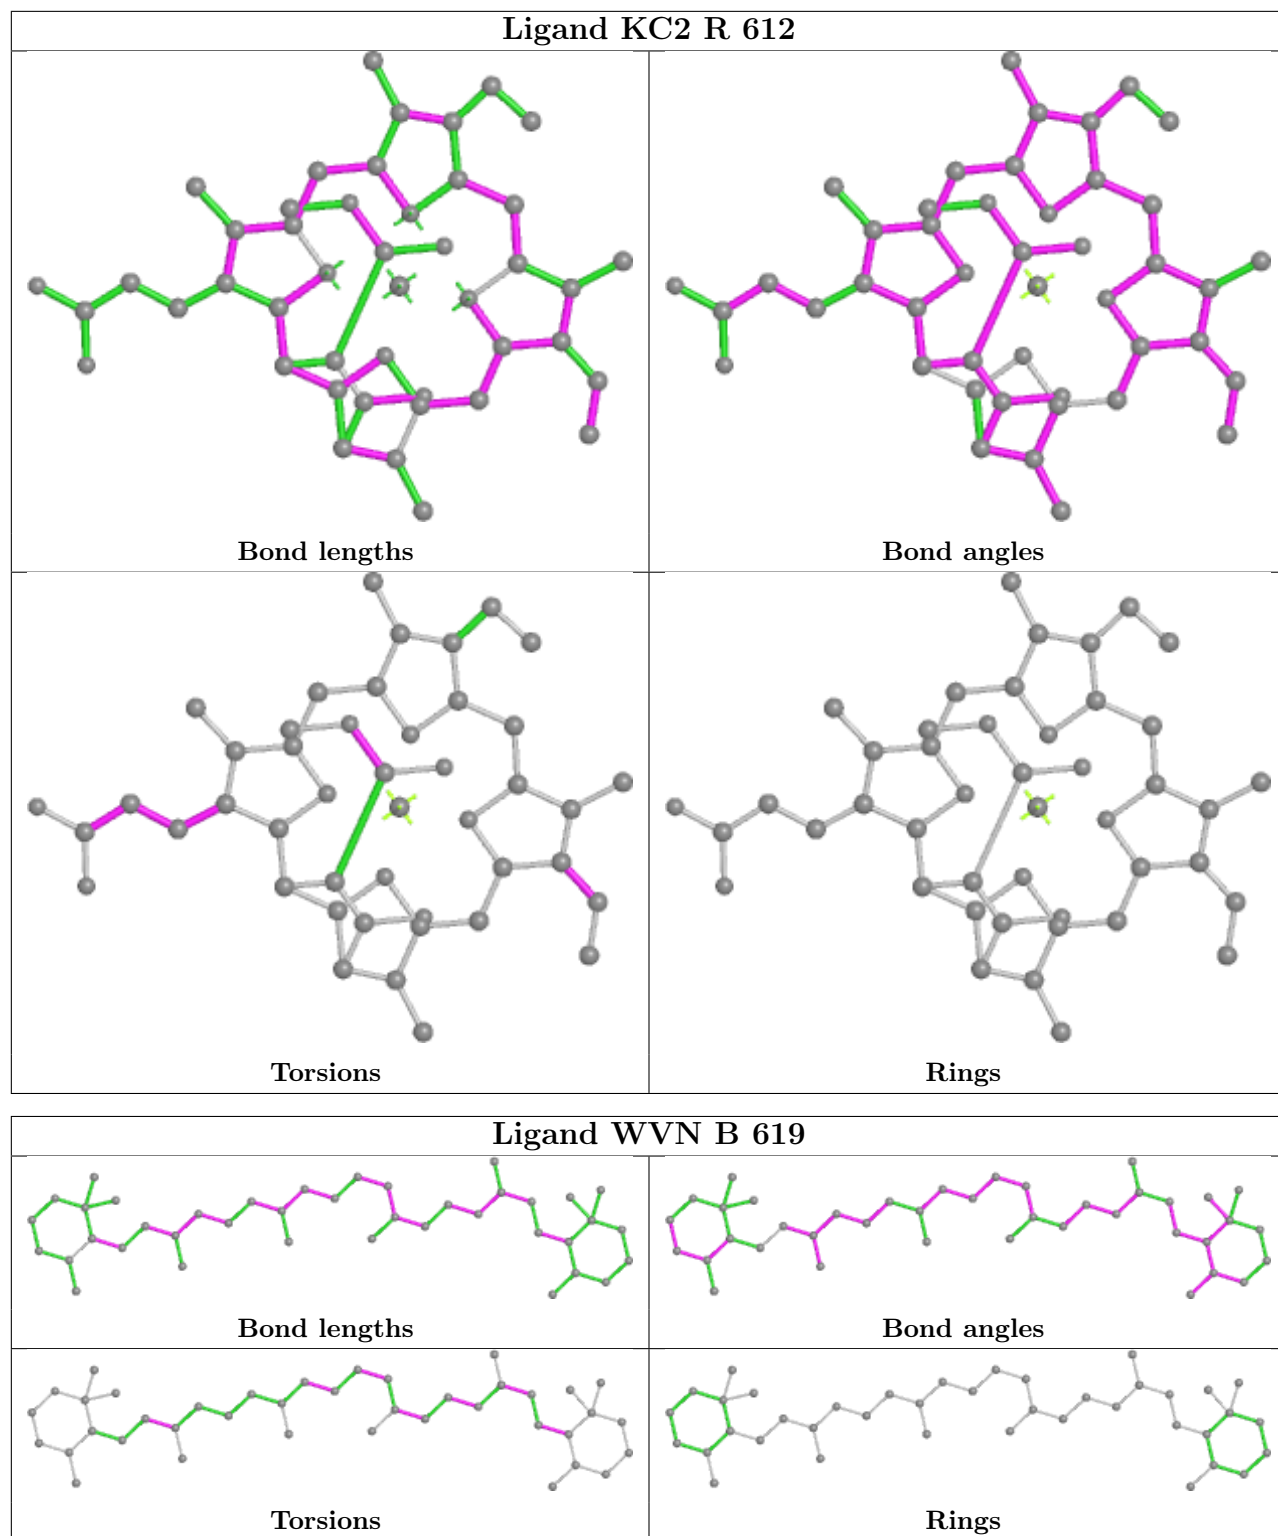 Ligand KC2 R 612
Bond lengths
Bond angles
Torsions
Rings
Ligand WVN B 619
Bond lengths
Bond angles
Torsions
Rings